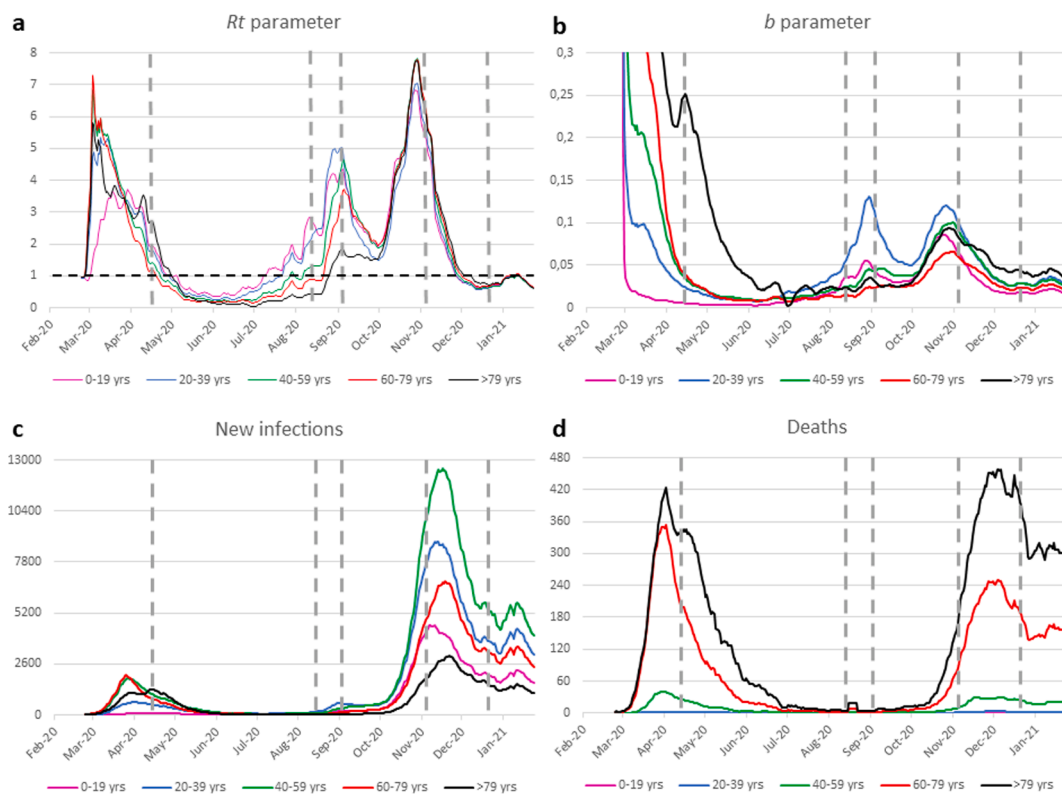 a
Rt parameter
8
7
6
5
4
3
2
1
0
Feb-20 Mar-20 Apr-20 May-20 Jun-20 Jul-20 Aug-20 Sep-20 Oct-20 Nov-20 Dec-20 Jan-21
0-19 yrs 20-39 yrs 40-59 yrs 60-79 yrs >79 yrs
b
b parameter
0,3
0,25
0,2
0,15
0,1
0,05
0
Feb-20 Mar-20 Apr-20 May-20 Jun-20 Jul-20 Aug-20 Sep-20 Oct-20 Nov-20 Dec-20 Jan-21
0-19 yrs 20-39 yrs 40-59 yrs 60-79 yrs >79 yrs
c
New infections
13000
10400
7800
5200
2600
0
Feb-20 Mar-20 Apr-20 May-20 Jun-20 Jul-20 Aug-20 Sep-20 Oct-20 Nov-20 Dec-20 Jan-21
0-19 yrs 20-39 yrs 40-59 yrs 60-79 yrs >79 yrs
d
Deaths
480
420
360
300
240
180
120
60
0
Feb-20 Mar-20 Apr-20 May-20 Jun-20 Jul-20 Aug-20 Sep-20 Oct-20 Nov-20 Dec-20 Jan-21
0-19 yrs 20-39 yrs 40-59 yrs 60-79 yrs >79 yrs